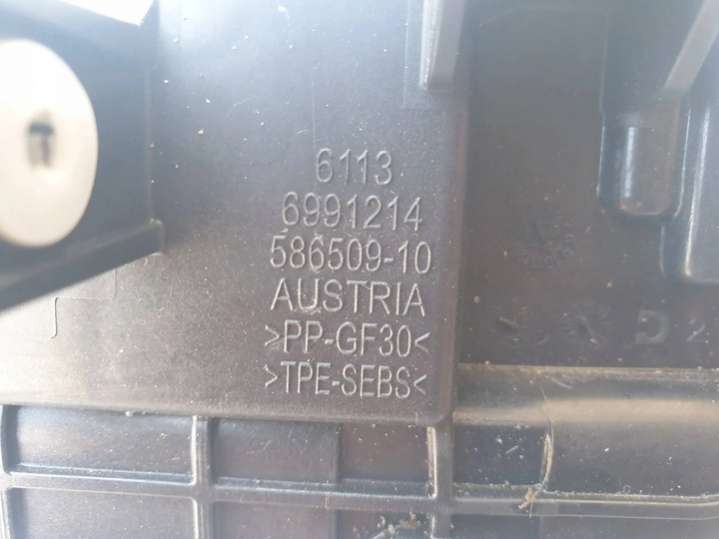 6113
6991214
586509-10
AUSTRIA
>PP-GF30<
>TPE-SEBS<